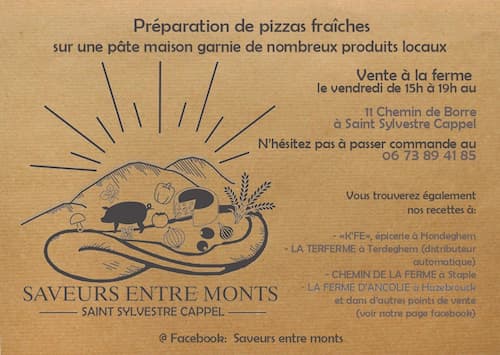 Préparation de pizzas fraîches
sur une pâte maison garnie de nombreux produits locaux
Vente à la ferme
le vendredi de 15h à 19h au
11 Chemin de Borre
à Saint Sylvestre Cappel
N'hésitez pas à passer commande au
06 73 89 41 85
Vous trouverez également
nos recettes à:
- «K'FE», épicerie à Hondeghem
- LA TERFERME à Terdeghem (distributeur
automatique)
- CHEMIN DE LA FERME à Staple
- LA FERME D'ANCOLIE à Hazebrouck
et dans d'autres points de vente
(voir notre page facebook)
SAVEURS ENTRE MONTS
SAINT SYLVESTRE CAPPEL
@ Facebook: Saveurs entre monts